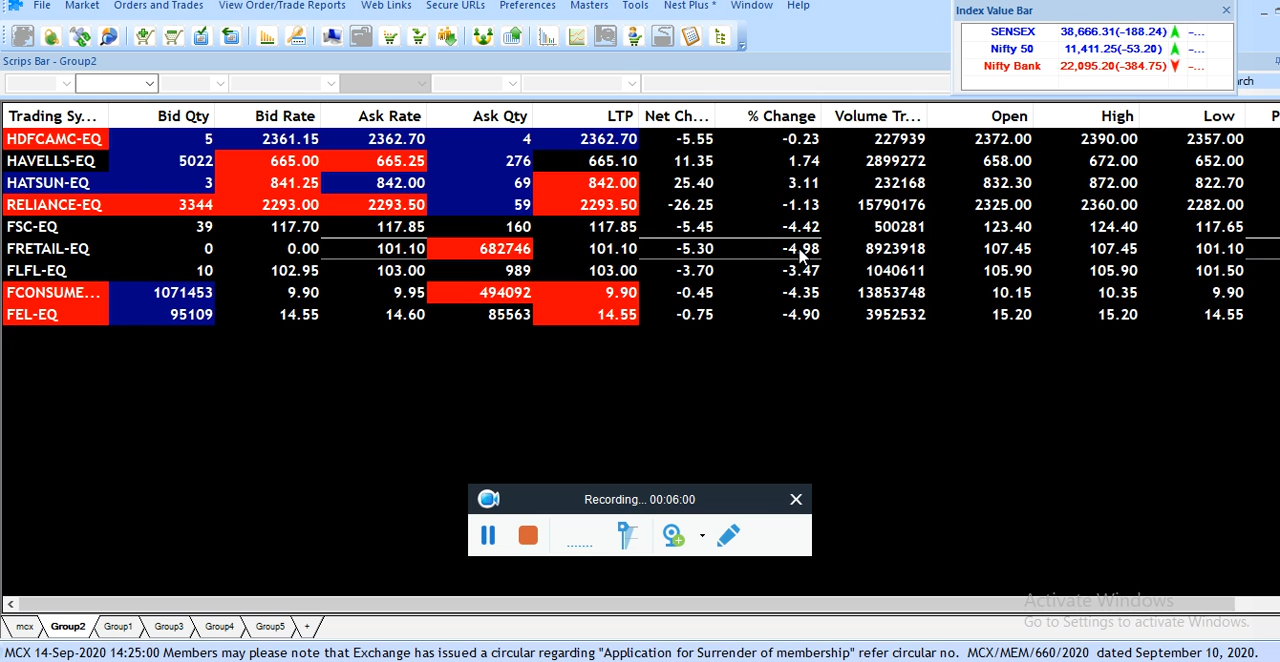 File Market Orders and Trades View Order/Trade Reports Web Links Secure URLs Preferences Masters Tools Nest Plus * Window Help
Index Value Bar
SENSEX 38,666.31(-188.24) -...
Nifty 50 11,411.25(-53.20) -...
Nifty Bank 22,095.20(-384.75) -...
Scrips Bar - Group2
rch
Trading Sy... Bid Qty Bid Rate Ask Rate Ask Qty LTP Net Ch... % Change Volume Tr... Open High Low P
HDFCAMC-EQ 5 2361.15 2362.70 4 2362.70 -5.55 -0.23 227939 2372.00 2390.00 2357.00
HAVELLS-EQ 5022 665.00 665.25 276 665.10 11.35 1.74 2899272 658.00 672.00 652.00
HATSUN-EQ 3 841.25 842.00 69 842.00 25.40 3.11 232168 832.30 872.00 822.70
RELIANCE-EQ 3344 2293.00 2293.50 59 2293.50 -26.25 -1.13 15790176 2325.00 2360.00 2282.00
FSC-EQ 39 117.70 117.85 160 117.85 -5.45 -4.42 500281 123.40 124.40 117.65
FRETAIL-EQ 0 0.00 101.10 682746 101.10 -5.30 -4.98 8923918 107.45 107.45 101.10
FLFL-EQ 10 102.95 103.00 989 103.00 -3.70 -3.47 1040611 105.90 105.90 101.50
FCONSUME... 1071453 9.90 9.95 494092 9.90 -0.45 -4.35 13853748 10.15 10.35 9.90
FEL-EQ 95109 14.55 14.60 85563 14.55 -0.75 -4.90 3952532 15.20 15.20 14.55
Recording... 00:06:00
Activate Windows
Go to Settings to activate Windows.
mcx Group2 Group1 Group3 Group4 Group5 +
MCX 14-Sep-2020 14:25:00 Members may please note that Exchange has issued a circular regarding "Application for Surrender of membership" refer circular no. MCX/MEM/660/2020 dated September 10, 2020.